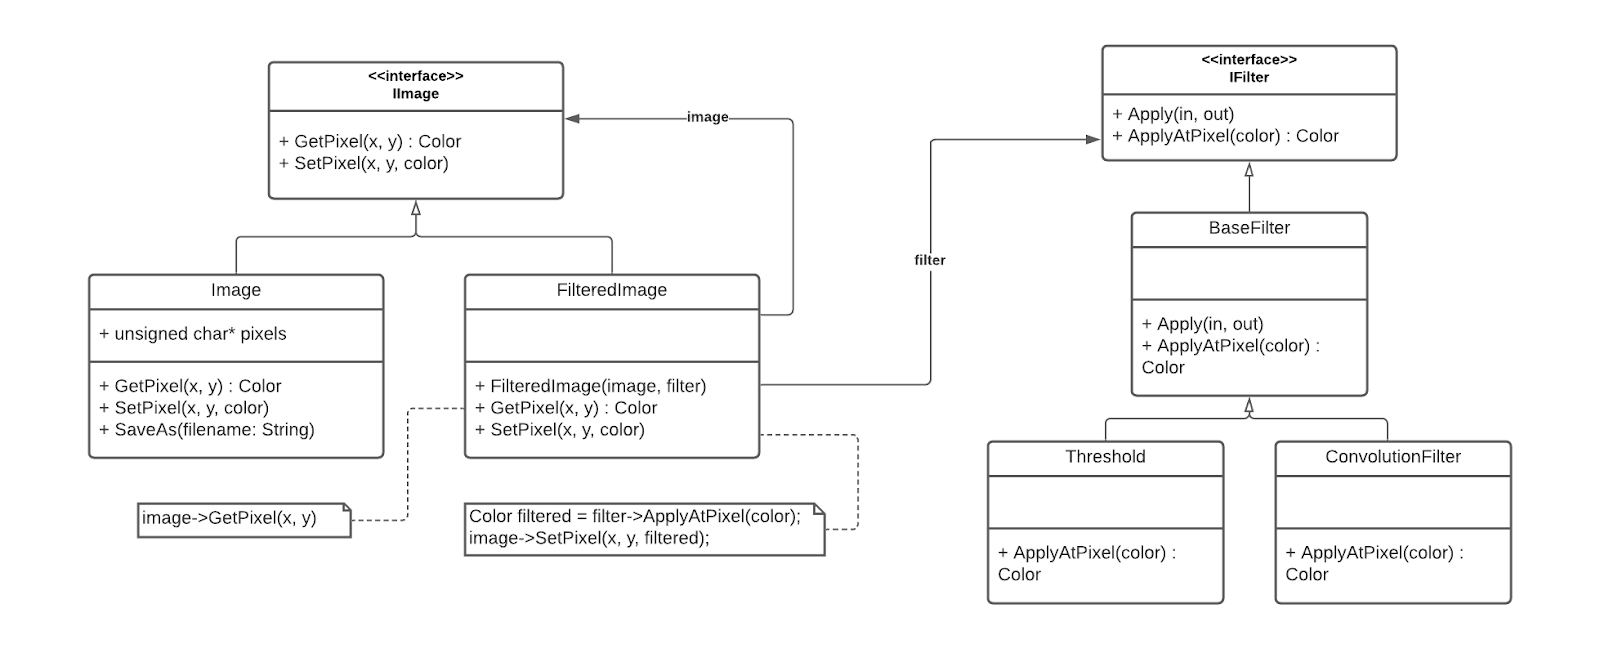 <<interface>>
IImage
+ GetPixel(x, y) : Color
+ SetPixel(x, y, color)
image
<<interface>>
IFilter
+ Apply(in, out)
+ ApplyAtPixel(color) : Color
filter
Image
+ unsigned char* pixels
+ GetPixel(x, y) : Color
+ SetPixel(x, y, color)
+ SaveAs(filename: String)
FilteredImage
+ FilteredImage(image, filter)
+ GetPixel(x, y) : Color
+ SetPixel(x, y, color)
BaseFilter
+ Apply(in, out)
+ ApplyAtPixel(color) :
Color
image->GetPixel(x, y)
Color filtered = filter->ApplyAtPixel(color);
image->SetPixel(x, y, filtered);
Threshold
+ ApplyAtPixel(color) :
Color
ConvolutionFilter
+ ApplyAtPixel(color) :
Color